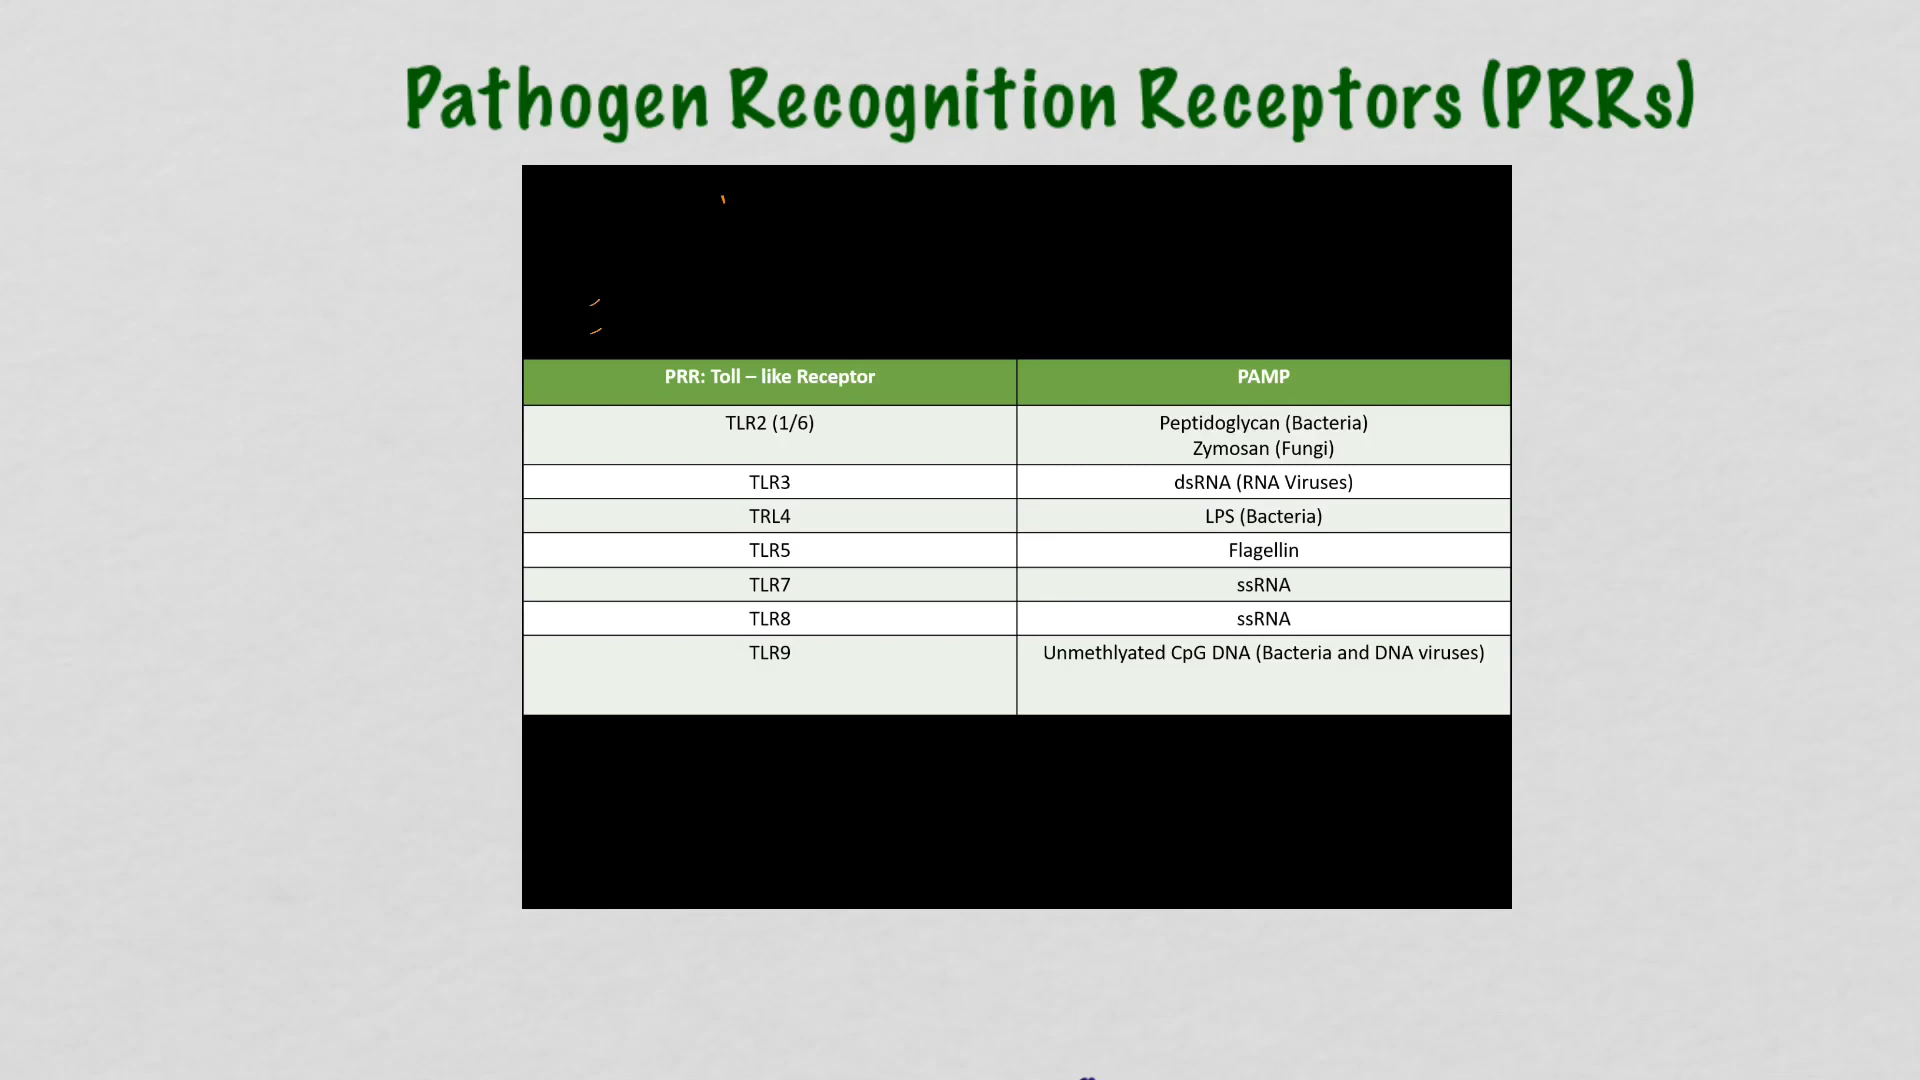 Pathogen Recognition Receptors (PRRs)
PRR: Toll – like Receptor PAMP
TLR2 (1/6) Peptidoglycan (Bacteria)
Zymosan (Fungi)
TLR3 dsRNA (RNA Viruses)
TRL4 LPS (Bacteria)
TLR5 Flagellin
TLR7 ssRNA
TLR8 ssRNA
TLR9 Unmethlyated CpG DNA (Bacteria and DNA viruses)